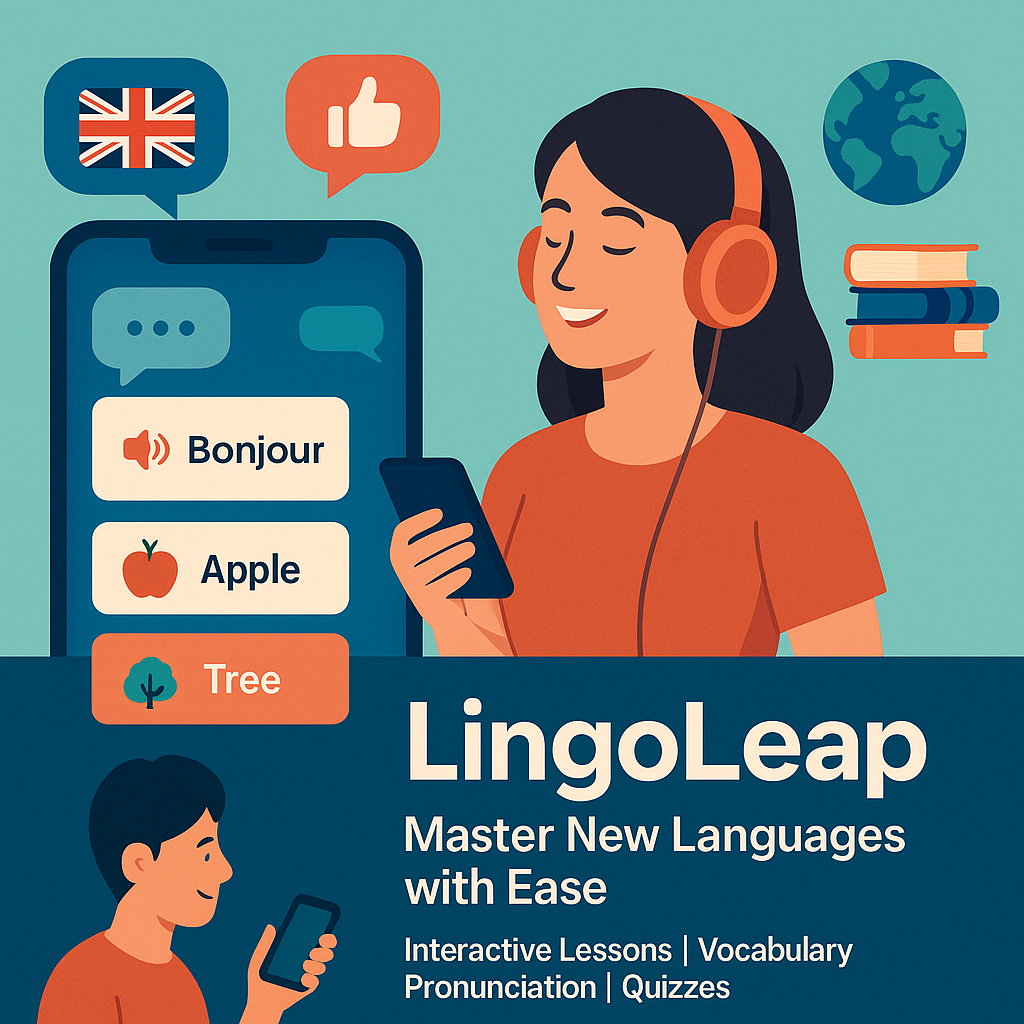 Bonjour
Apple
Tree
LingoLeap
Master New Languages
with Ease
Interactive Lessons | Vocabulary
Pronunciation | Quizzes